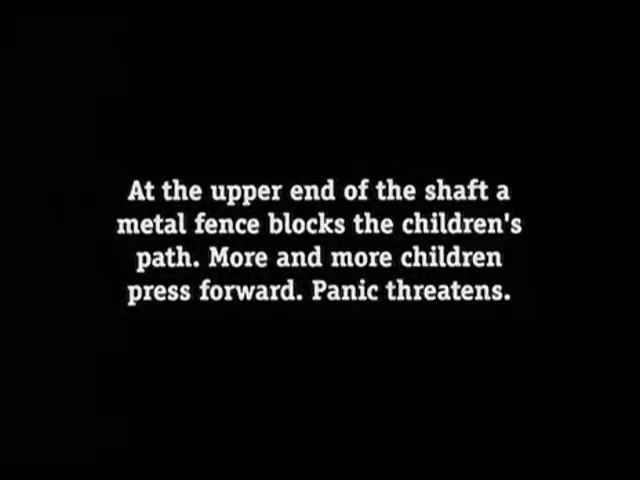 At the upper end of the shaft a
metal fence blocks the children's
path. More and more children
press forward. Panic threatens.